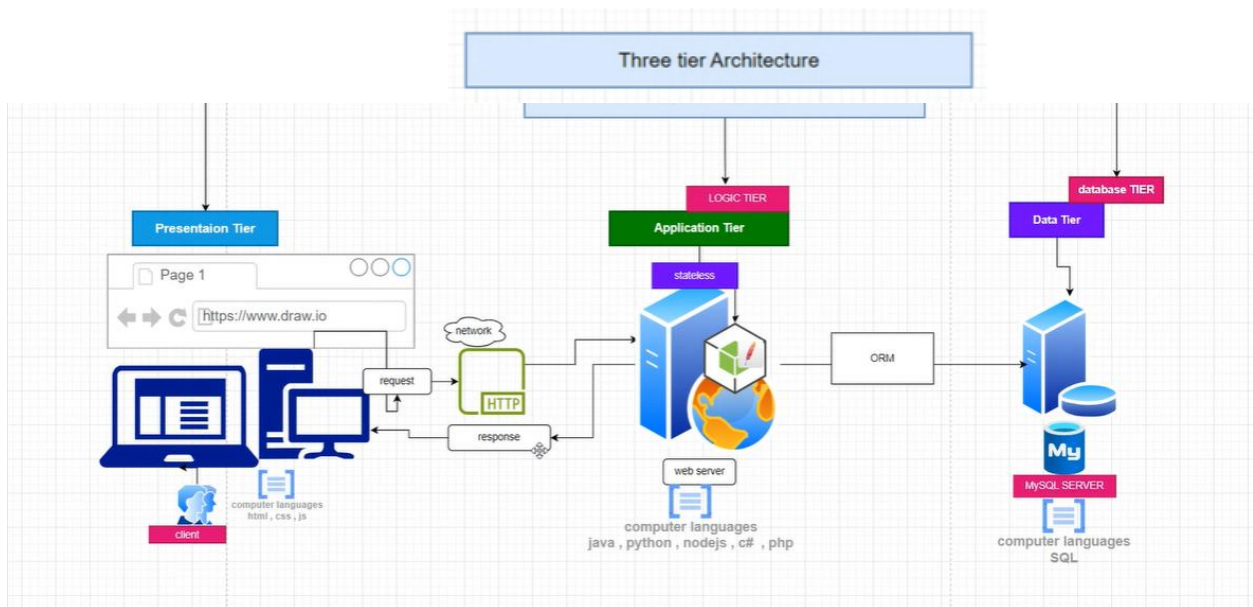 Three tier Architecture
LOGIC TIER
database TIER
Presentaion Tier
Application Tier
Data Tier
stateless
Page 1
https://www.draw.io
network
request
HTTP
ORM
response
My
web server
MySQL SERVER
computer languages
html , css , js
client
computer languages
java , python , nodejs , c# , php
computer languages
SQL